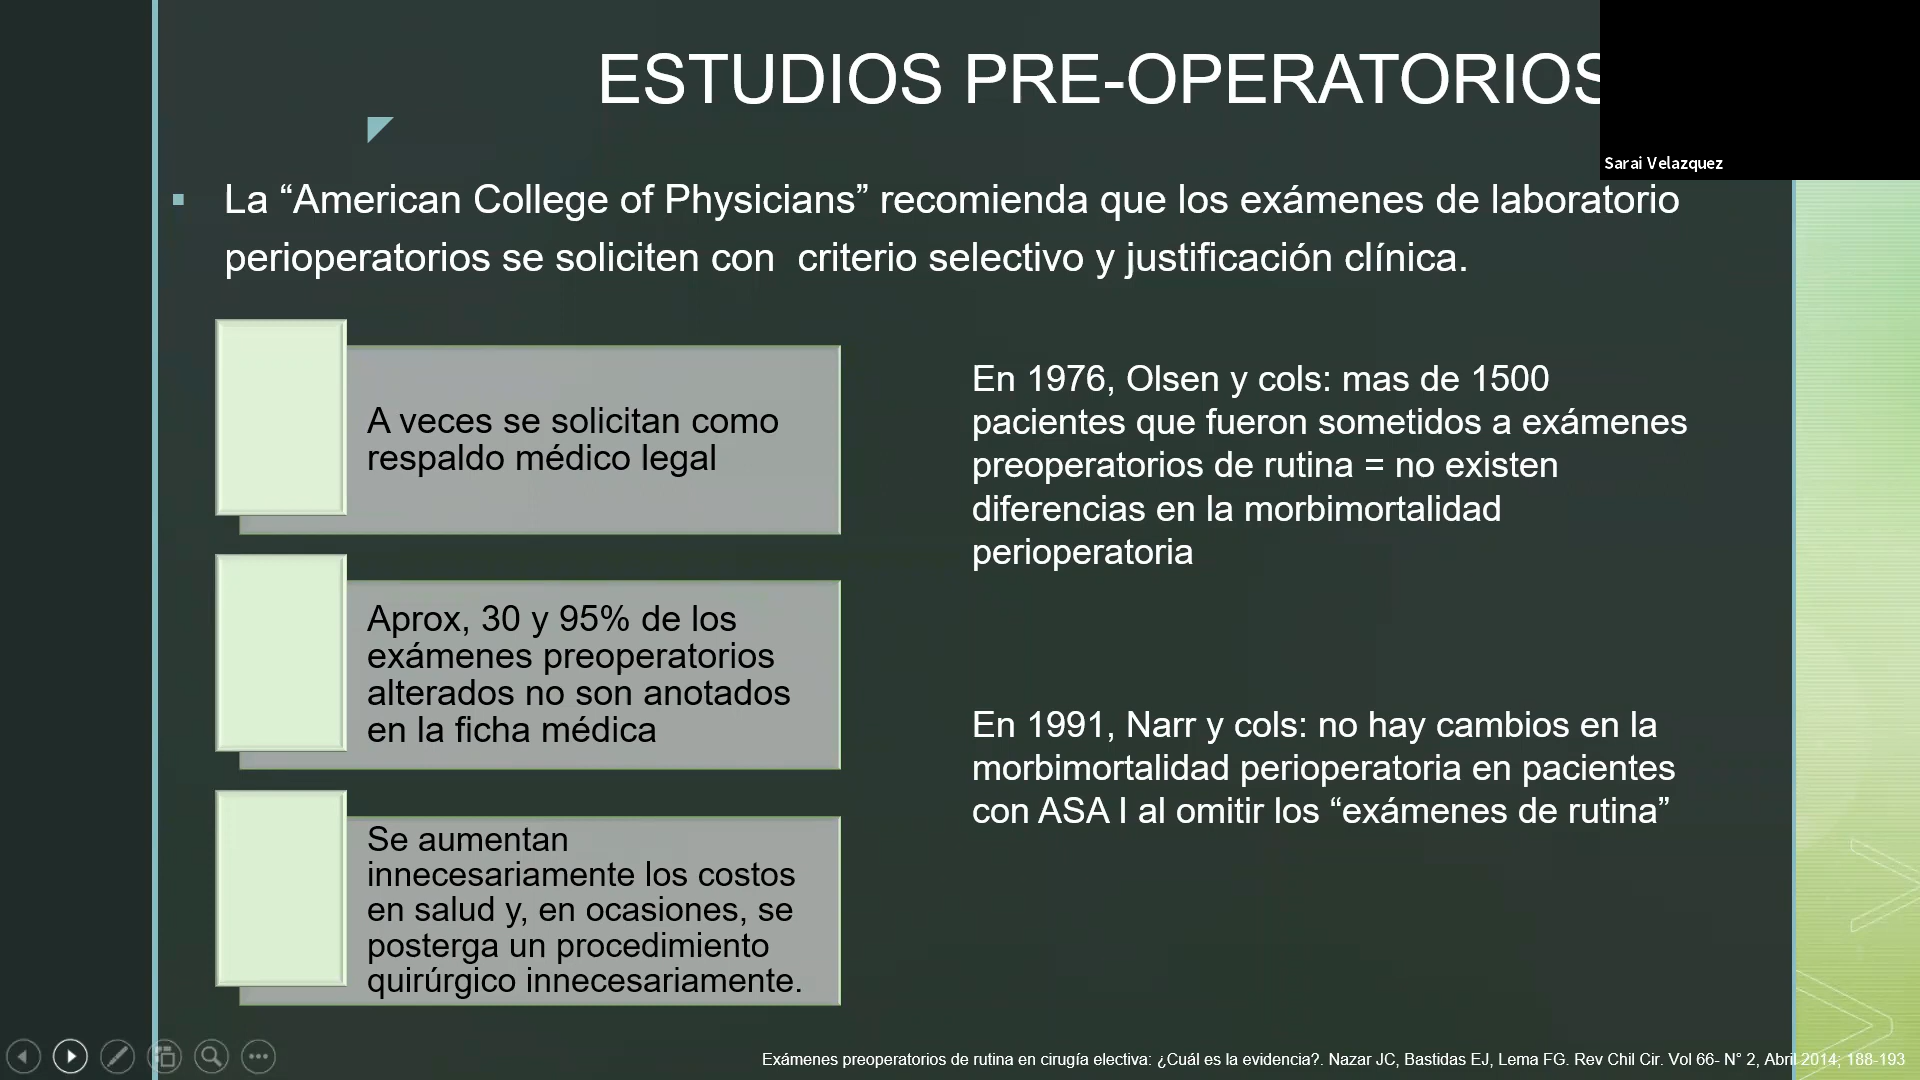 ESTUDIOS PRE-OPERATORIOS
Sarai Velazquez
La “American College of Physicians” recomienda que los exámenes de laboratorio
perioperatorios se soliciten con  criterio selectivo y justificación clínica.
A veces se solicitan como
respaldo médico legal
Aprox, 30 y 95% de los
exámenes preoperatorios
alterados no son anotados
en la ficha médica
Se aumentan
innecesariamente los costos
en salud y, en ocasiones, se
posterga un procedimiento
quirúrgico innecesariamente.
En 1976, Olsen y cols: mas de 1500
pacientes que fueron sometidos a exámenes
preoperatorios de rutina = no existen
diferencias en la morbimortalidad
perioperatoria
En 1991, Narr y cols: no hay cambios en la
morbimortalidad perioperatoria en pacientes
con ASA I al omitir los “exámenes de rutina”
Exámenes preoperatorios de rutina en cirugía electiva: ¿Cuál es la evidencia?. Nazar JC, Bastidas EJ, Lema FG. Rev Chil Cir. Vol 66- N° 2, Abril 2014; 188-193